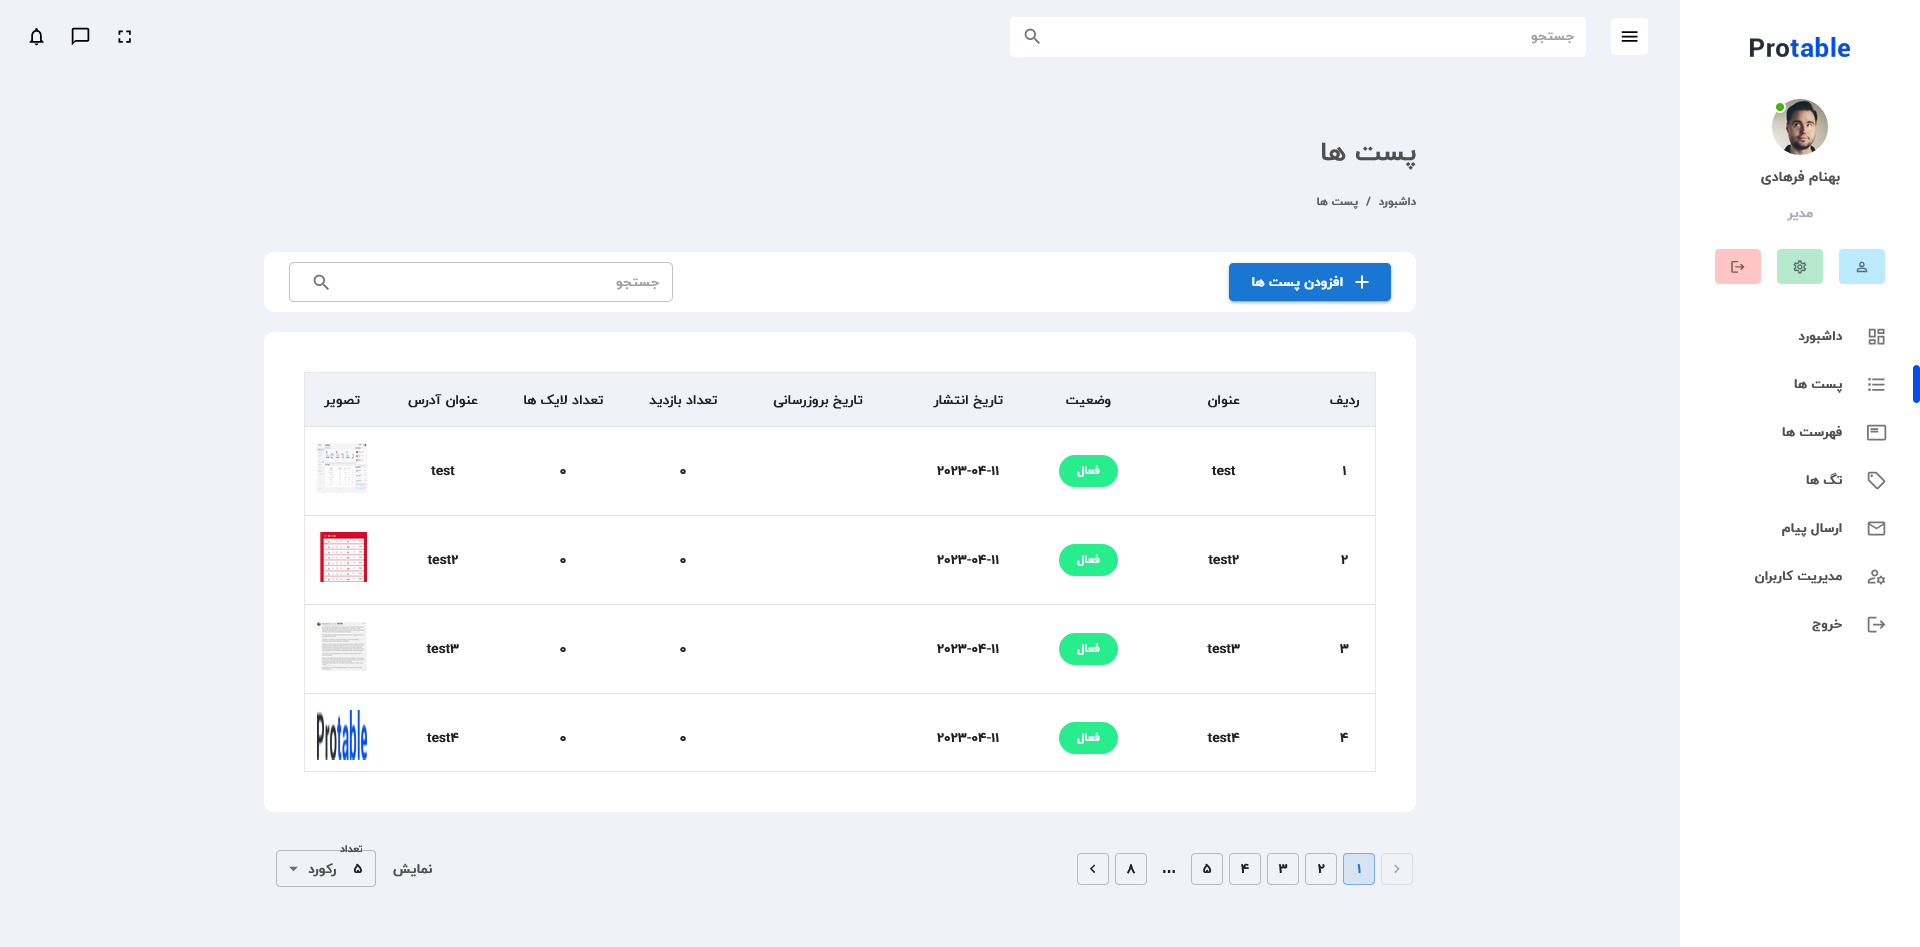 Protable
بهنام فرهادی
مدیر
داشبورد
پست ها
فهرست ها
تگ ها
ارسال پیام
مدیریت کاربران
خروج
جستجو
پست ها
داشبورد / پست ها
افزودن پست ها
جستجو
ردیف عنوان وضعیت تاریخ انتشار تاریخ بروزرسانی تعداد بازدید تعداد لایک ها عنوان آدرس تصویر
۱ test فعال ۲۰۲۳-۰۴-۱۱ ۰ ۰ test
۲ test۲ فعال ۲۰۲۳-۰۴-۱۱ ۰ ۰ test۲
۳ test۳ فعال ۲۰۲۳-۰۴-۱۱ ۰ ۰ test۳
۴ test۴ فعال ۲۰۲۳-۰۴-۱۱ ۰ ۰ test۴ Protable
۱ ۲ ۳ ۴ ۵ ... ۸
نمایش
تعداد
۵ رکورد